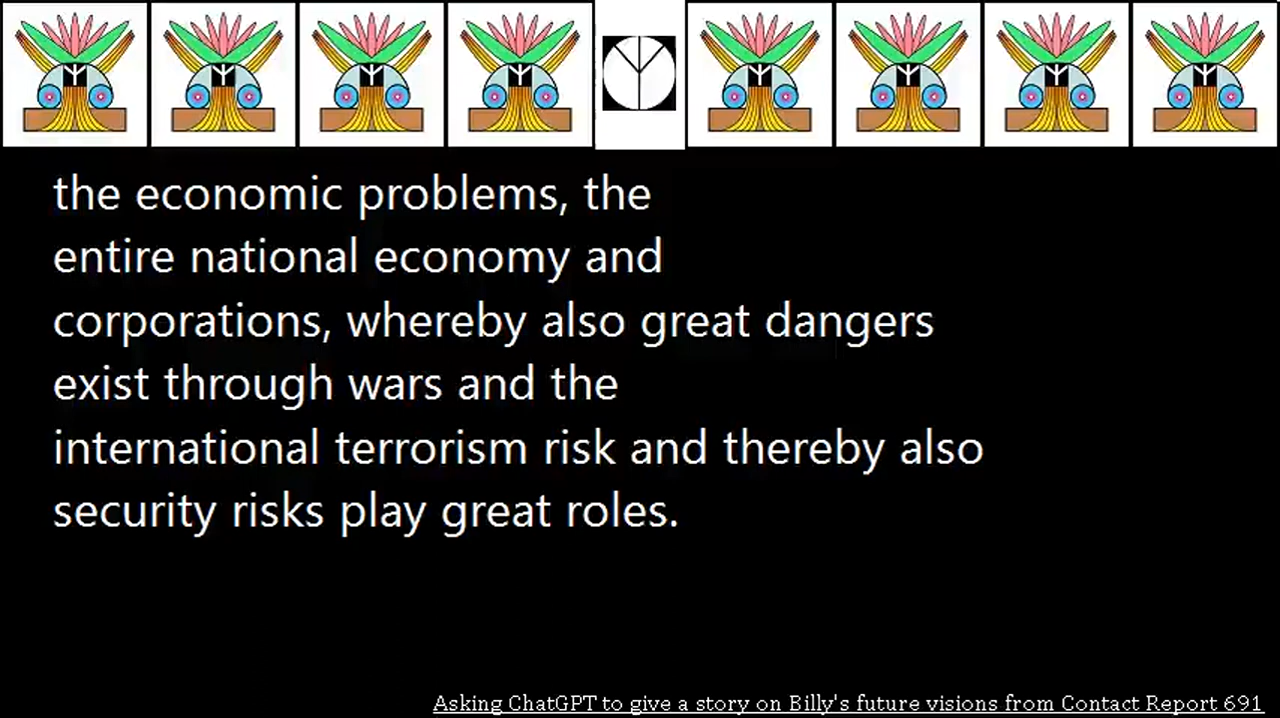 the economic problems, the
entire national economy and
corporations, whereby also great dangers
exist through wars and the
international terrorism risk and thereby also
security risks play great roles.
Asking ChatGPT to give a story on Billy's future visions from Contact Report 691